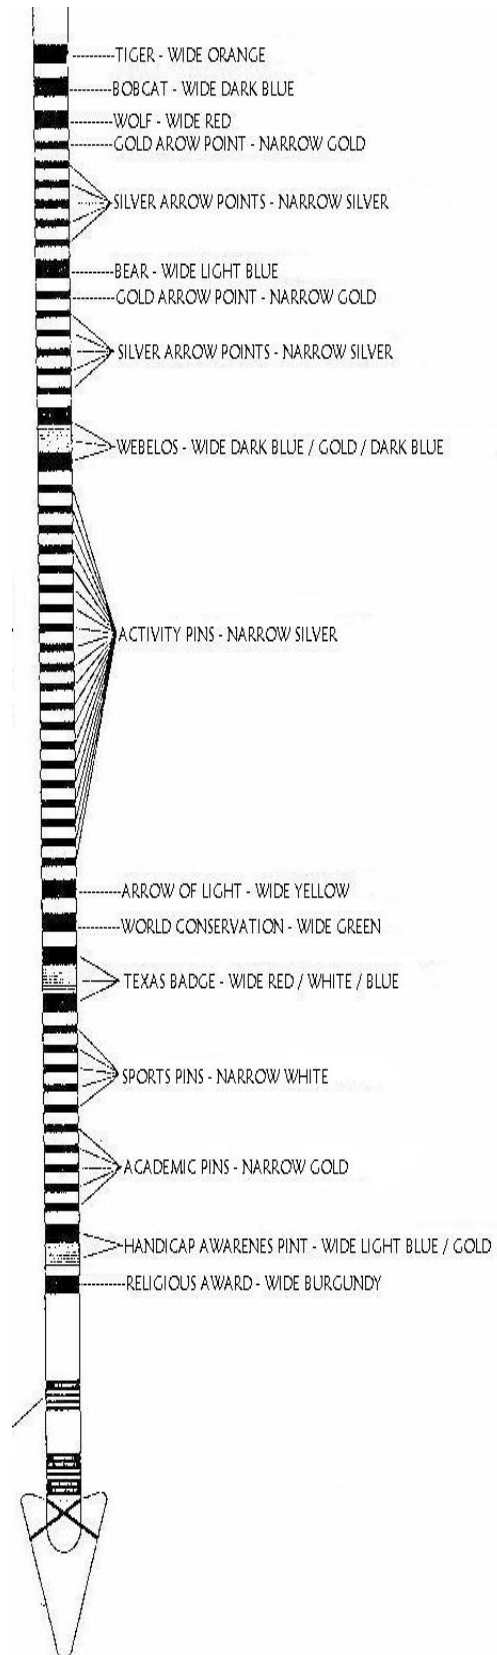 TIGER - WIDE ORANGE
BOBCAT - WIDE DARK BLUE
WOLF - WIDE RED
GOLD AROW POINT - NARROW GOLD
SILVER ARROW POINTS - NARROW SILVER
BEAR - WIDE LIGHT BLUE
GOLD ARROW POINT - NARROW GOLD
SILVER ARROW POINTS - NARROW SILVER
WEBELOS - WIDE DARK BLUE / GOLD / DARK BLUE
ACTIVITY PINS - NARROW SILVER
ARROW OF LIGHT - WIDE YELLOW
WORLD CONSERVATION - WIDE GREEN
TEXAS BADGE - WIDE RED / WHITE / BLUE
SPORTS PINS - NARROW WHITE
ACADEMIC PINS - NARROW GOLD
HANDICAP AWARENES PINT - WIDE LIGHT BLUE / GOLD
RELIGIOUS AWARD - WIDE BURGUNDY